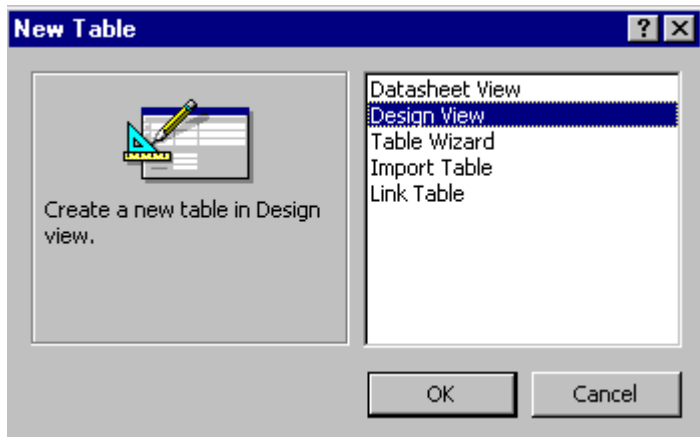 New Table
Create a new table in Design
view.
Datasheet View
Design View
Table Wizard
Import Table
Link Table
OK
Cancel